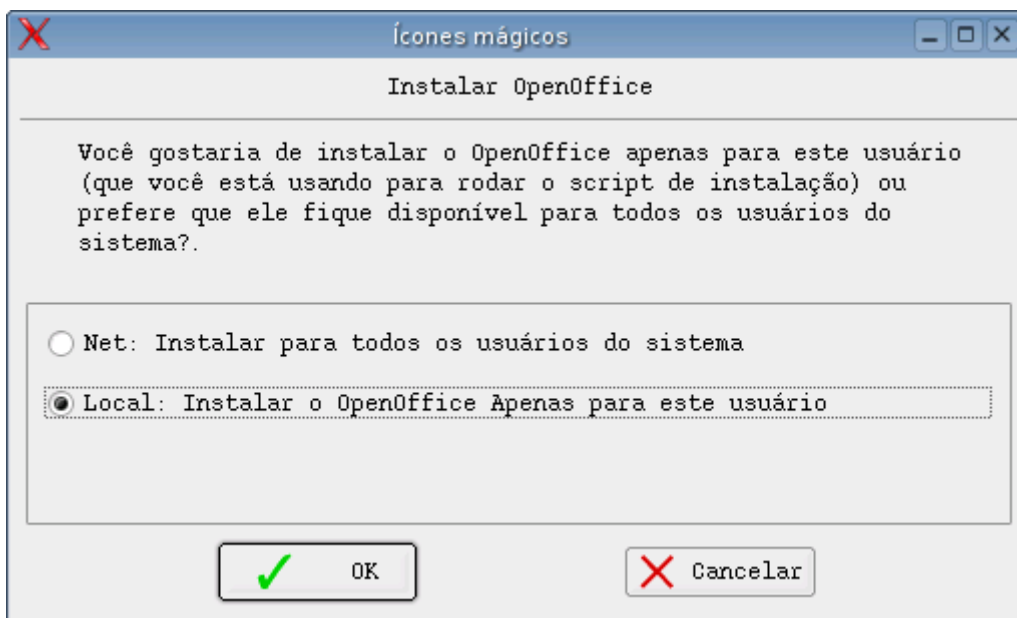 Ícones mágicos
Instalar OpenOffice
Você gostaria de instalar o OpenOffice apenas para este usuário
(que você está usando para rodar o script de instalação) ou
prefere que ele fique disponível para todos os usuários do
sistema?.
Net: Instalar para todos os usuários do sistema
Local: Instalar o OpenOffice Apenas para este usuário
OK
Cancelar